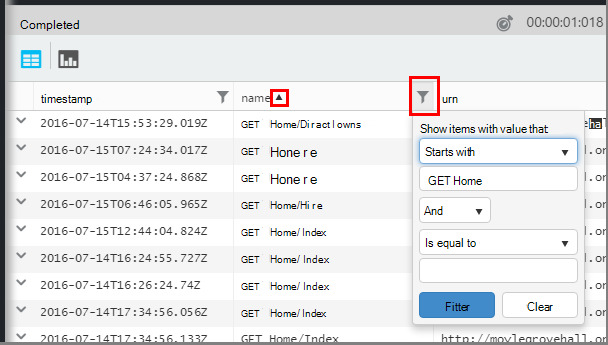 Completed
00:00:01:018
timestamp name urn
2016-07-14T15:53:29.019Z GET Home/Diractlowns
2016-07-15T07:24:34.017Z GET Honere
2016-07-15T04:37:24.868Z GET Honere
2016-07-15T06:46:05.965Z GET Home/Hire
2016-07-15T12:44:04.824Z GET Home/Index
2016-07-14T16:24:55.727Z GET Home/Index
2016-07-14T16:26:24.74Z GET Home/Index
2016-07-14T17:34:56.056Z GET Home/Index
2016-07-14T17:34:56.133Z GET Home/Index http://moylegrovehall.or
Show items with value that
Starts with
GET Home
And
Is equal to
Fitter Clear